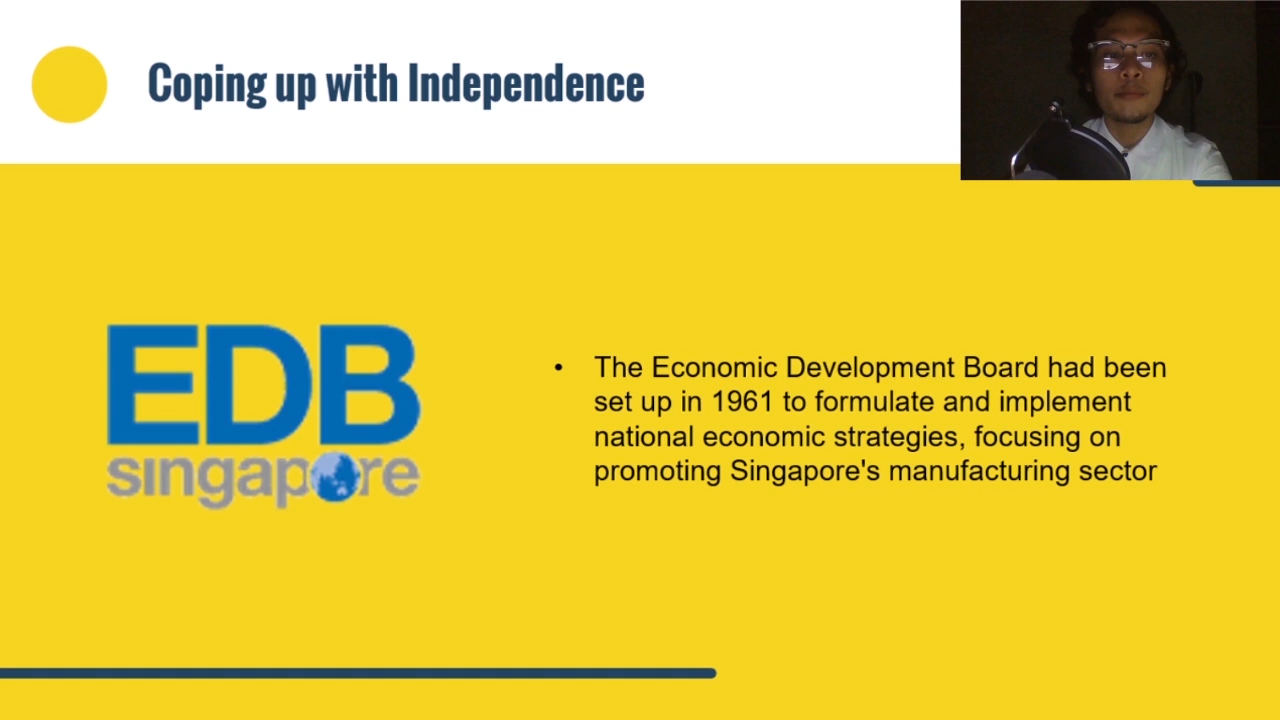 Coping up with Independence
EDB
singapore
• The Economic Development Board had been
set up in 1961 to formulate and implement
national economic strategies, focusing on
promoting Singapore's manufacturing sector